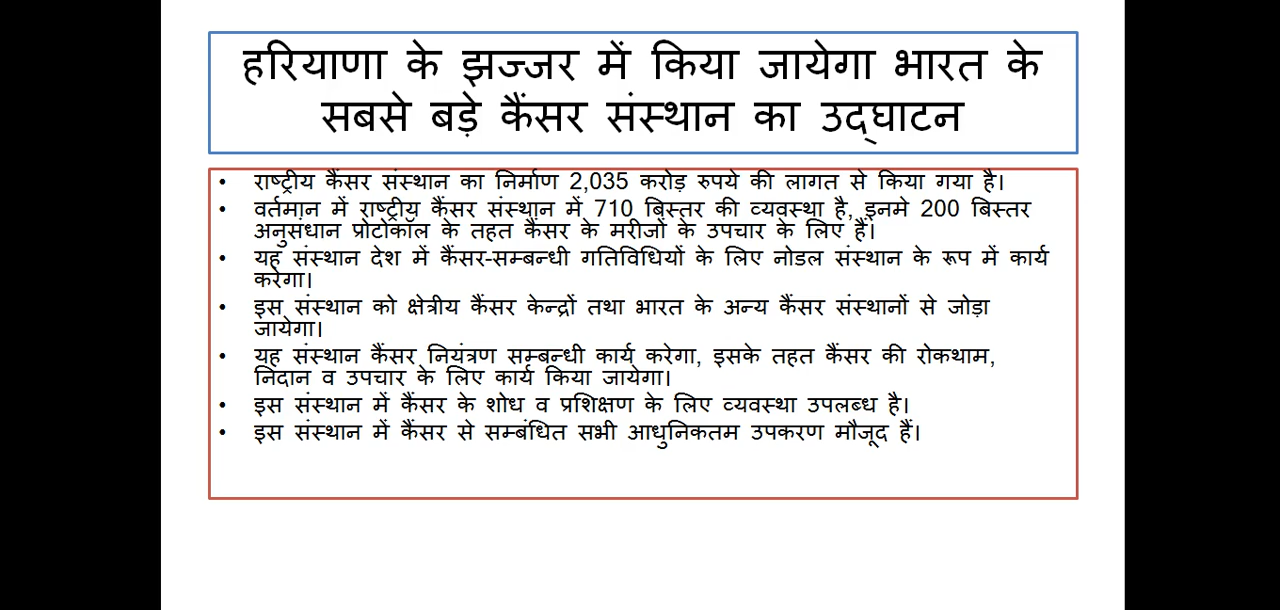 हरियाणा के झज्जर में किया जायेगा भारत के
सबसे बड़े कैंसर संस्थान का उद्घाटन
• राष्ट्रीय कैंसर संस्थान का निर्माण 2,035 करोड़ रुपये की लागत से किया गया है।
• वर्तमान में राष्ट्रीय कैंसर संस्थान में 710 बिस्तर की व्यवस्था है, इनमे 200 बिस्तर
अनुसंधान प्रोटोकॉल के तहत कैंसर के मरीजों के उपचार के लिए हैं।
• यह संस्थान देश में कैंसर-सम्बन्धी गतिविधियों के लिए नोडल संस्थान के रूप में कार्य
करेगा।
• इस संस्थान को क्षेत्रीय कैंसर केन्द्रों तथा भारत के अन्य कैंसर संस्थानों से जोड़ा
जायेगा।
• यह संस्थान कैंसर नियंत्रण सम्बन्धी कार्य करेगा, इसके तहत कैंसर की रोकथाम,
निदान व उपचार के लिए कार्य किया जायेगा।
• इस संस्थान में कैंसर के शोध व प्रशिक्षण के लिए व्यवस्था उपलब्ध है।
• इस संस्थान में कैंसर से सम्बंधित सभी आधुनिकतम उपकरण मौजूद हैं।